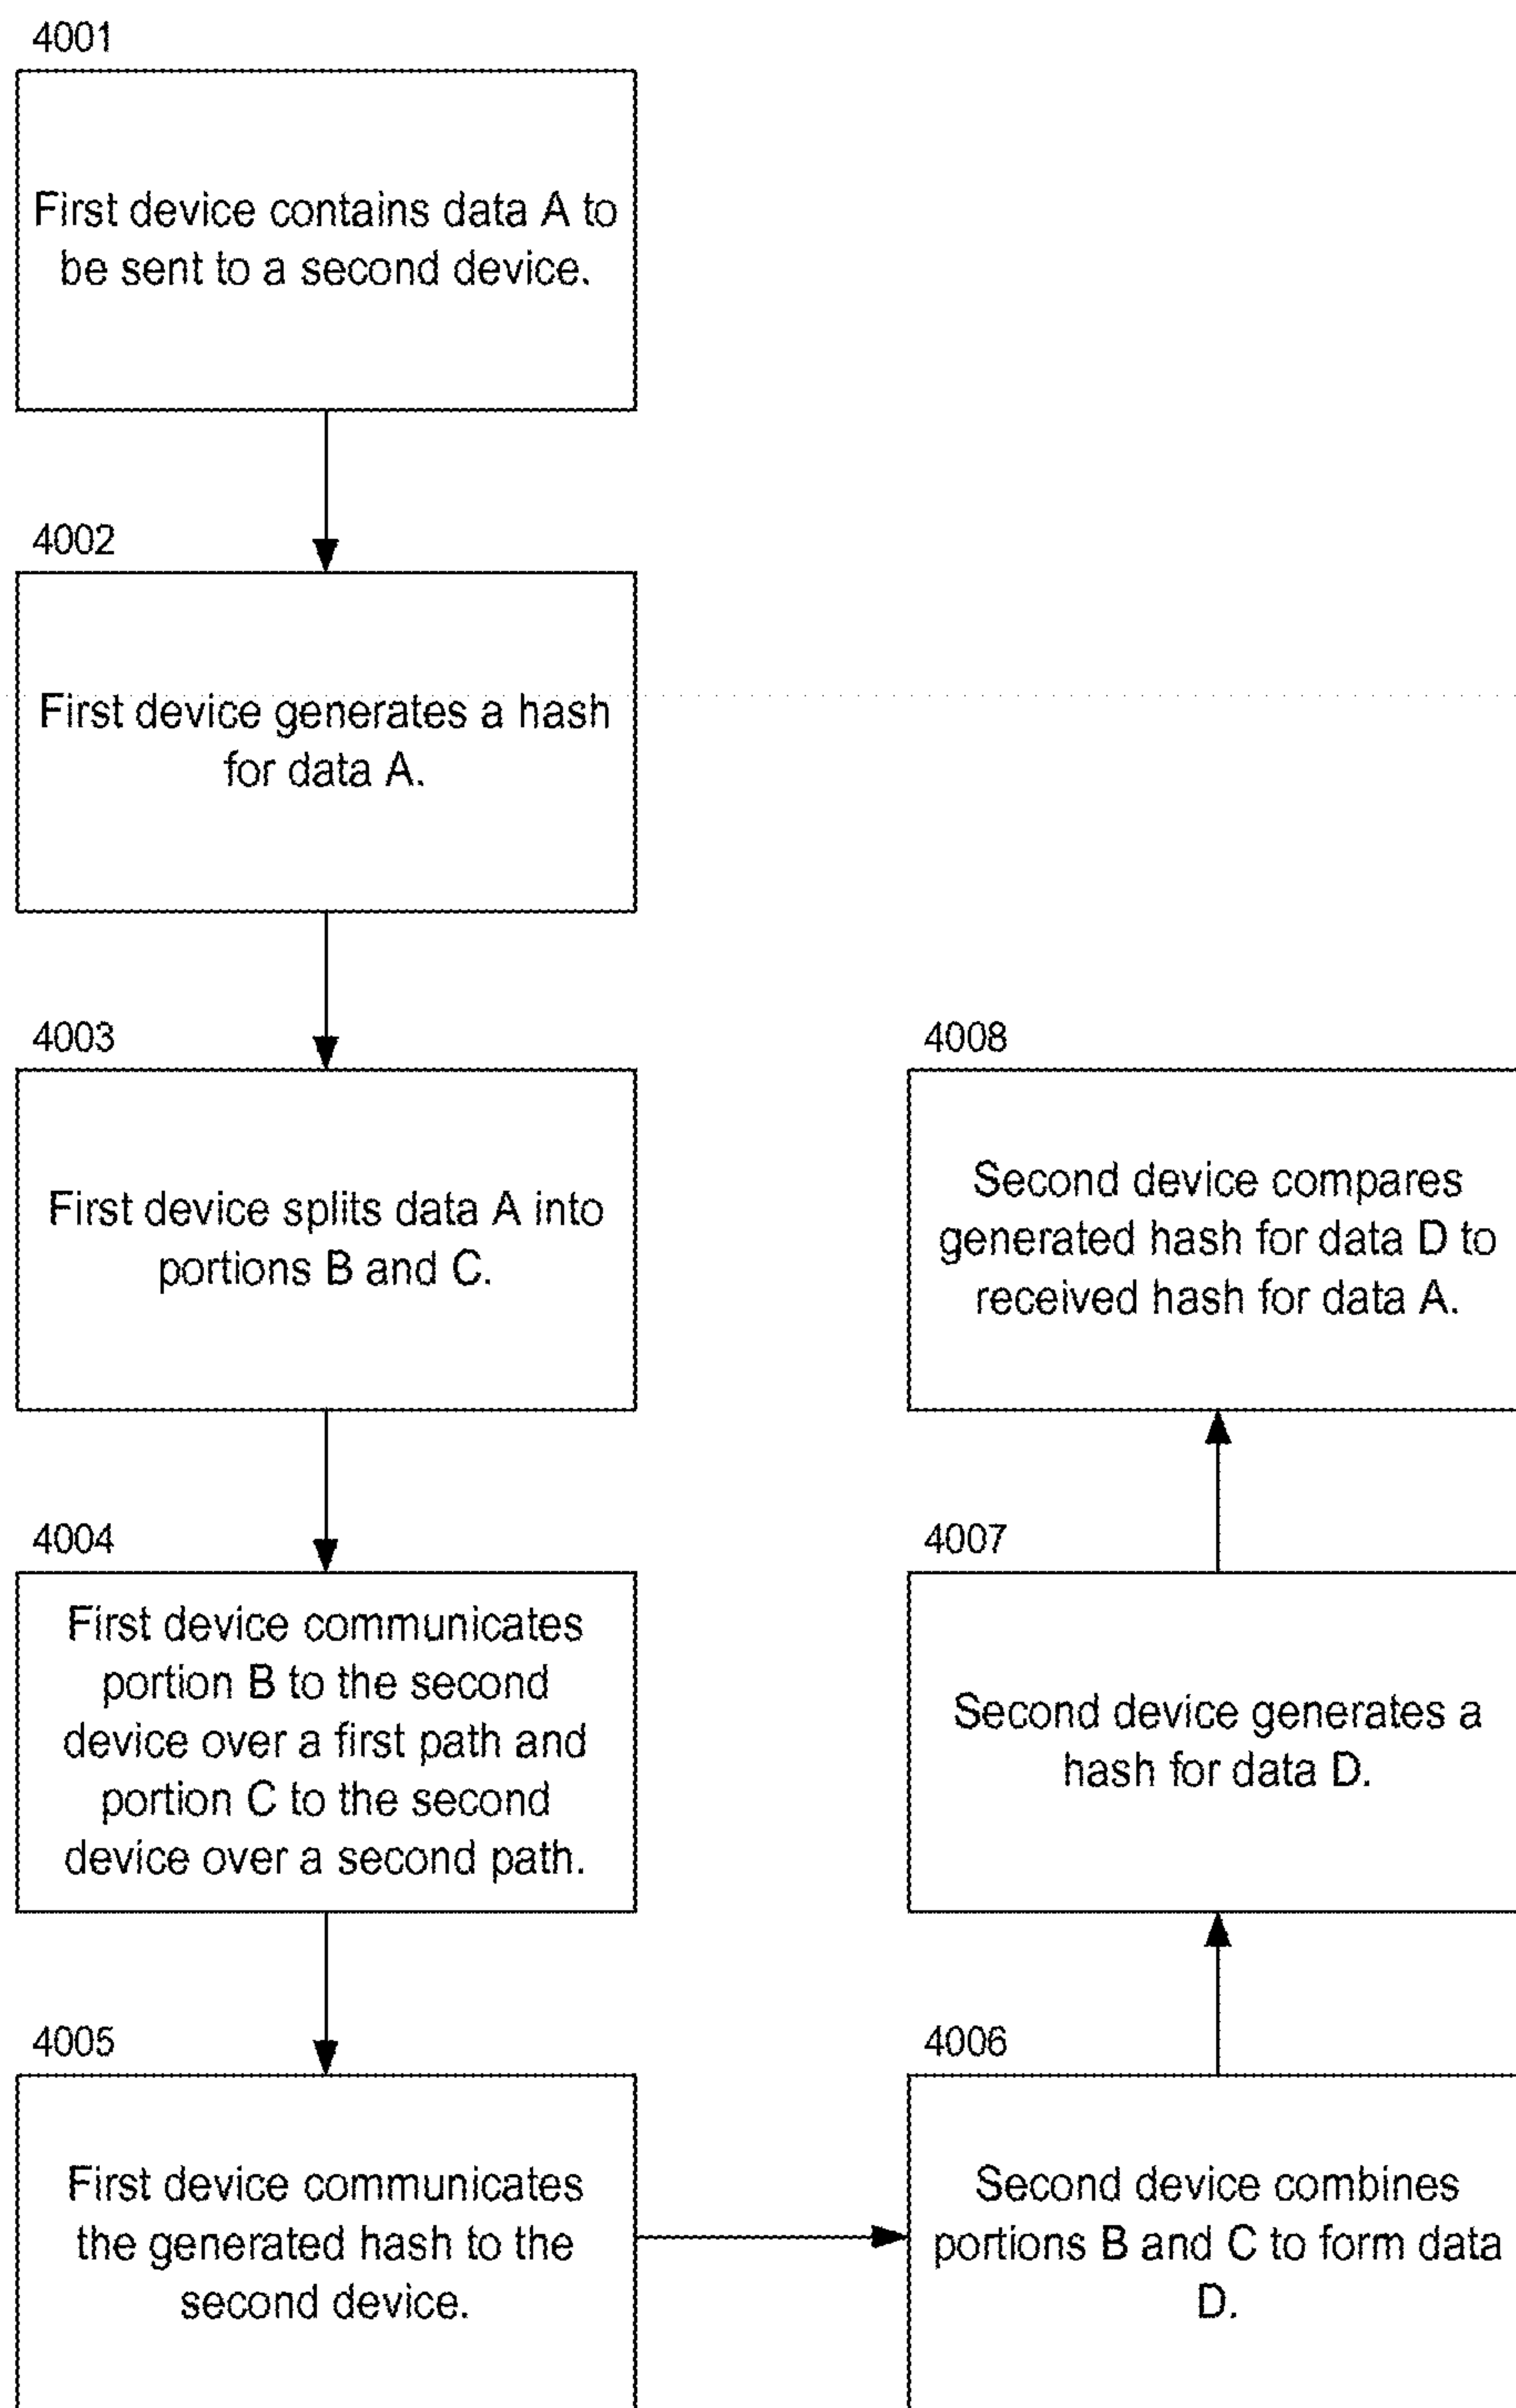 4001
First device contains data A to
be sent to a second device.
4002
First device generates a hash
for data A.
4003
First device splits data A into
portions B and C.
4004
First device communicates
portion B to the second
device over a first path and
portion C to the second
device over a second path.
4005
First device communicates
the generated hash to the
second device.
4006
Second device combines
portions B and C to form data
D.
4007
Second device generates a
hash for data D.
4008
Second device compares
generated hash for data D to
received hash for data A.